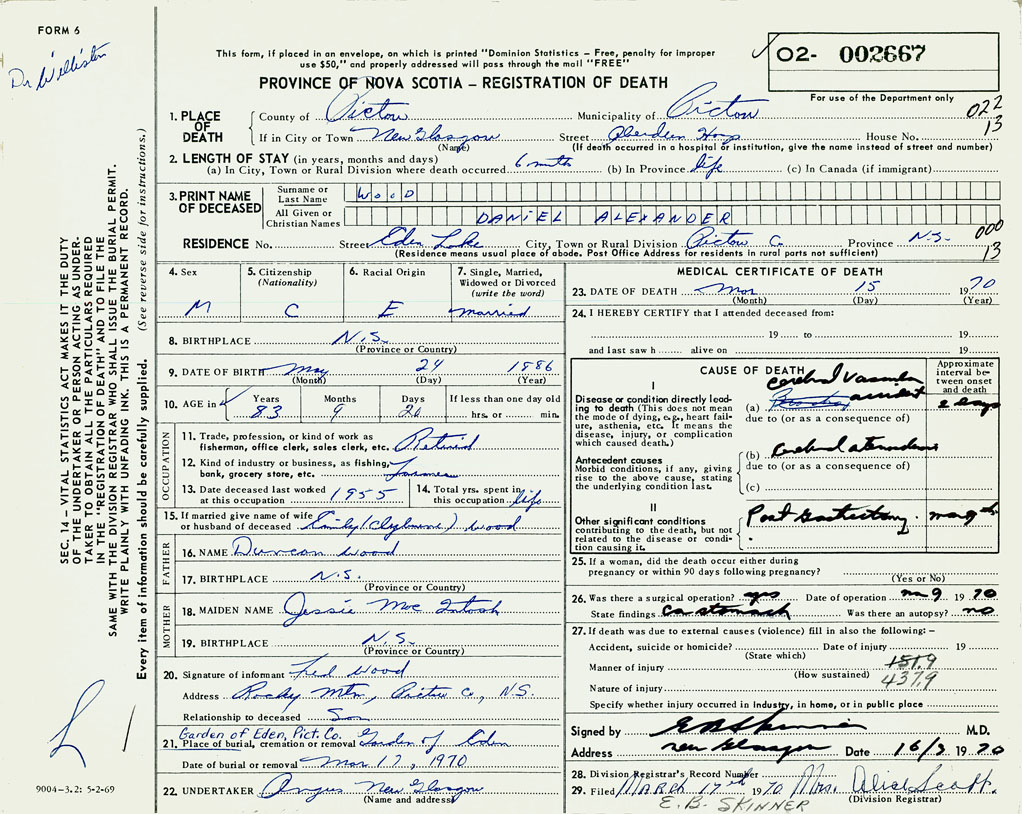 FORM 6
Dr Williston
This form, if placed in an envelope, on which is printed "Dominion Statistics – Free, penalty for improper
use $50," and properly addressed will pass through the mail "FREE"
PROVINCE OF NOVA SCOTIA – REGISTRATION OF DEATH
O2- 002667
For use of the Department only
022
13
1. PLACE OF DEATH
County of Pictou Municipality of Pictou
If in City or Town New Glasgow Street Aberdeen Hosp House No.
(Name) (If death occurred in a hospital or institution, give the name instead of street and number)
2. LENGTH OF STAY (in years, months and days)
(a) In City, Town or Rural Division where death occurred 6 mths (b) In Province life (c) In Canada (if immigrant)
3. PRINT NAME OF DECEASED
Surname or Last Name WOOD
All Given or Christian Names DANIEL ALEXANDER
RESIDENCE No. Street Eden Lake City, Town or Rural Division Pictou C. Province N.S.
(Residence means usual place of abode. Post Office Address for residents in rural parts not sufficient)
000
13
4. Sex M
5. Citizenship (Nationality) C
6. Racial Origin E
7. Single, Married, Widowed or Divorced (write the word) married
8. BIRTHPLACE N.S.
(Province or Country)
9. DATE OF BIRTH May 24 1886
(Month) (Day) (Year)
10. AGE in Years 83 Months 9 Days If less than one day old hrs. or min.
OCCUPATION
11. Trade, profession, or kind of work as
fisherman, office clerk, sales clerk, etc. Retired
12. Kind of industry or business, as fishing,
bank, grocery store, etc. Farmer
13. Date deceased last worked
at this occupation 1955
14. Total yrs. spent in
this occupation life
15. If married give name of wife
or husband of deceased Emily (Clyburne) Wood
FATHER
16. NAME Duncan Wood
17. BIRTHPLACE N.S.
(Province or Country)
MOTHER
18. MAIDEN NAME Jessie Mac Intosh
19. BIRTHPLACE N.S.
(Province or Country)
20. Signature of informant Wood
Address Rocky Mtn, Pictou C, N.S.
Relationship to deceased Son
Garden of Eden, Pict. Co.
21. Place of burial, cremation or removal Garden of Eden
Date of burial or removal Mar 17, 1970
22. UNDERTAKER Angus New Glasgow
(Name and address)
MEDICAL CERTIFICATE OF DEATH
23. DATE OF DEATH Mar 15 1970
(Month) (Day) (Year)
24. I HEREBY CERTIFY that I attended deceased from:
19 to 19
and last saw h alive on 19
CAUSE OF DEATH
Approximate interval between onset and death
I
Disease or condition directly leading to death (This does not
mean the mode of dying, e.g., heart failure, asthenia, etc. It means the
disease, injury, or complication
which caused death.)
(a) cerebral vascular accident 2 days
due to (or as a consequence of)
Antecedent causes
Morbid conditions, if any, giving
rise to the above cause, stating
the underlying condition last.
(b) Cerebral
due to (or as a consequence of)
(c)
II
Other significant conditions
contributing to the death, but not
related to the disease or condition causing it.
Post Gastrectomy
25. If a woman, did the death occur either during
pregnancy or within 90 days following pregnancy?
(Yes or No)
26. Was there a surgical operation? yes Date of operation 9 1970
State findings Ca stomach Was there an autopsy? no
27. If death was due to external causes (violence) fill in also the following: –
Accident, suicide or homicide? Date of injury 19
(State which)
151.9
Manner of injury
(How sustained)
437.9
Nature of injury
Specify whether injury occurred in Industry, in home, or in public place
Signed by M.D.
Address New Glasgow Date 16/3 1970
28. Division Registrar's Record Number
29. Filed MARCH 17th 1970 Mrs. Alice Scott
(Division Registrar)
E.B. SKINNER
SEC. 14 – VITAL STATISTICS ACT MAKES IT THE DUTY
OF THE UNDERTAKER OR PERSON ACTING AS UNDER-
TAKER TO OBTAIN ALL THE PARTICULARS REQUIRED
IN THE "REGISTRATION OF DEATH" AND TO FILE THE
SAME WITH THE DIVISION REGISTRAR WHO SHALL ISSUE THE BURIAL PERMIT.
WRITE PLAINLY WITH UNFADING INK. THIS IS A PERMANENT RECORD.
Every item of information should be carefully supplied. (See reverse side for instructions.)
9004–3.2: 5-2-69